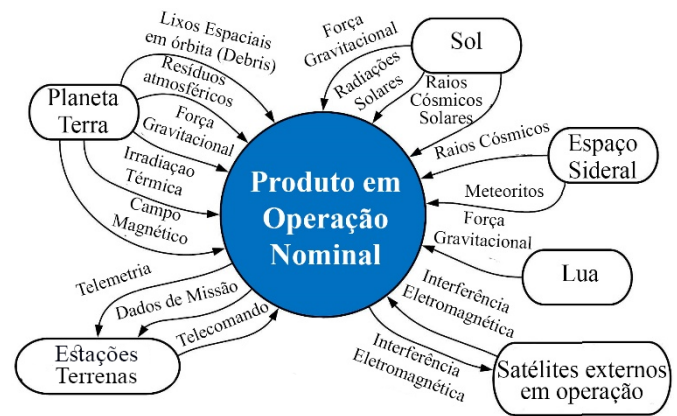 Lixos Espaciais
em órbita (Debris)
Resíduos
atmosféricos
Força
Gravitacional
Irradiaçao
Térmica
Campo
Magnético
Planeta
Terra
Força
Gravitacional
Radiações
Solares
Raios
Cósmicos
Solares
Sol
Raios Cósmicos
Meteoritos
Espaço
Sideral
Força
Gravitacional
Lua
Produto em
Operação
Nominal
Telemetria
Dados de Missão
Telecomando
Estações
Terrenas
Interferência
Eletromagnética
Interferência
Eletromagnética
Satélites externos
em operação